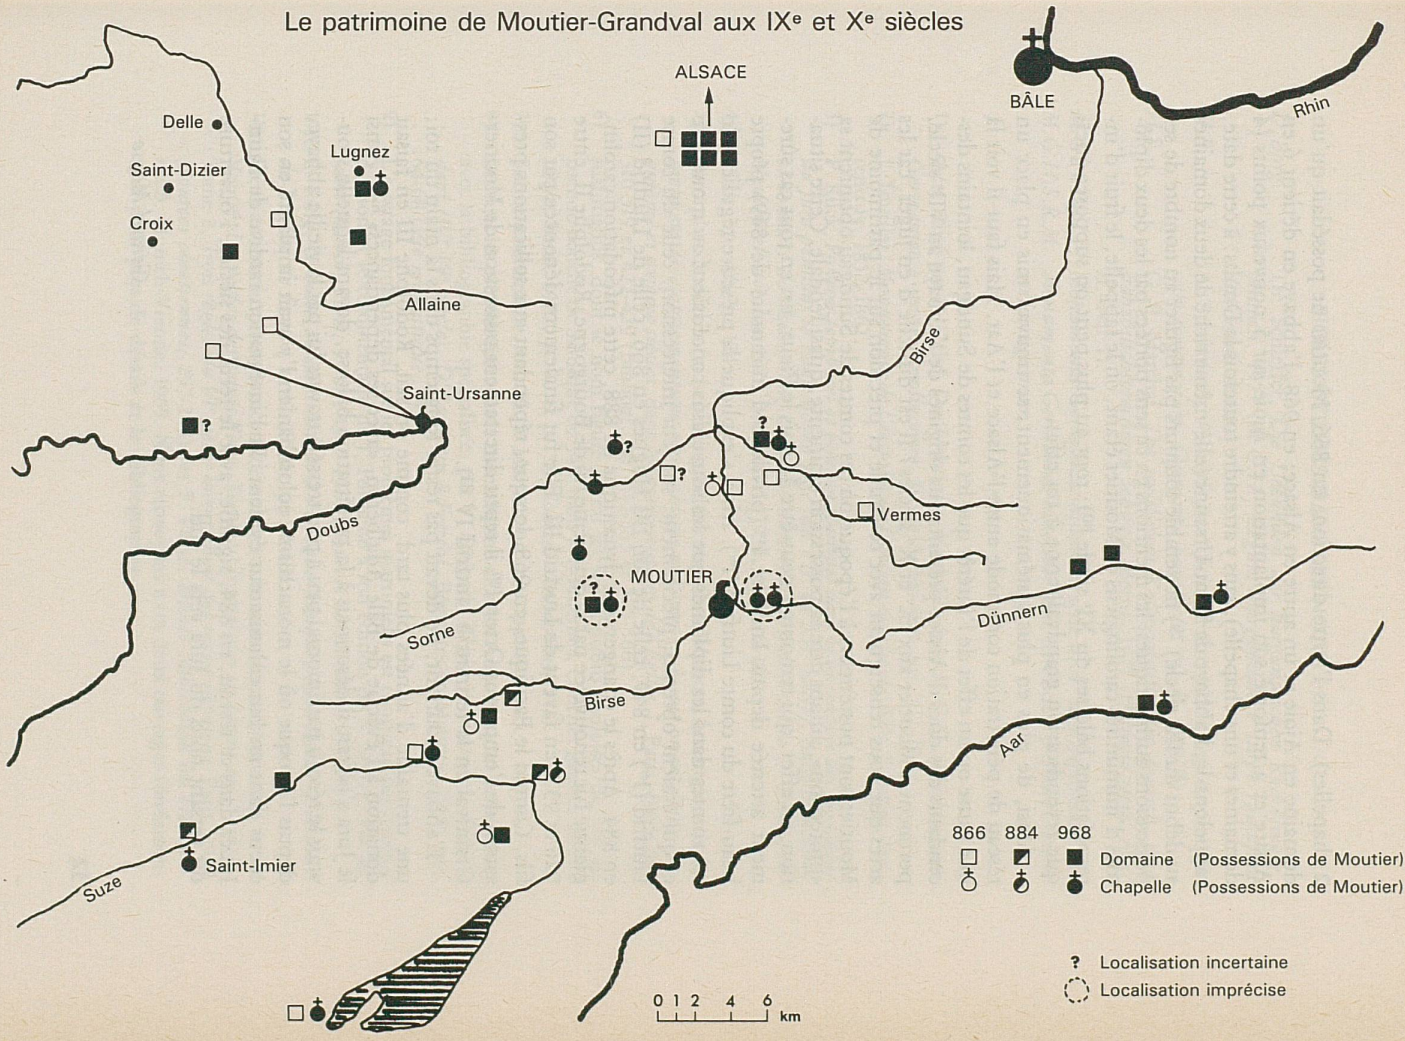 Le patrimoine de Moutier-Grandval aux IXᵉ et Xᵉ siècles
ALSACE
BÂLE
Rhin
Delle
Lugnez
Saint-Dizier
Croix
Allaine
Birse
Saint-Ursanne
?
?
?
?
Vermes
Doubs
MOUTIER
?
Dünnern
Sorne
Birse
Aar
866 884 968
Domaine (Possessions de Moutier)
Chapelle (Possessions de Moutier)
Saint-Imier
Suze
? Localisation incertaine
Localisation imprécise
0 1 2 4 6
km